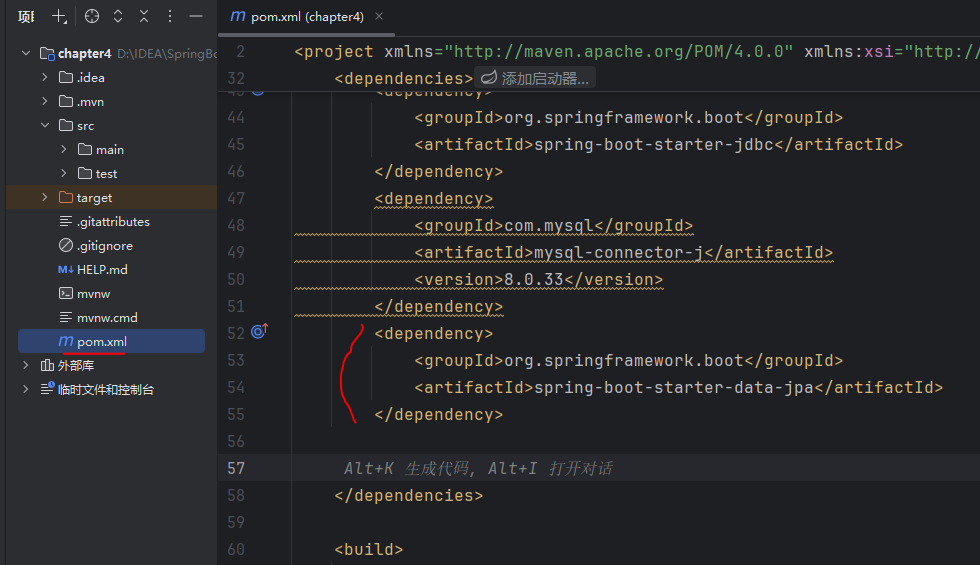 项目
pom.xml (chapter4)
chapter4 D:\IDEA\SpringBo
.idea
.mvn
src
main
test
target
.gitattributes
.gitignore
M↓ HELP.md
mvnw
mvnw.cmd
m pom.xml
外部库
临时文件和控制台
2 <project xmlns="http://maven.apache.org/POM/4.0.0" xmlns:xsi="http://
32 <dependencies> 添加启动器...
43 <dependency>
44 <groupId>org.springframework.boot</groupId>
45 <artifactId>spring-boot-starter-jdbc</artifactId>
46 </dependency>
47 <dependency>
48 <groupId>com.mysql</groupId>
49 <artifactId>mysql-connector-j</artifactId>
50 <version>8.0.33</version>
51 </dependency>
52 <dependency>
53 <groupId>org.springframework.boot</groupId>
54 <artifactId>spring-boot-starter-data-jpa</artifactId>
55 </dependency>
56
57 Alt+K 生成代码, Alt+I 打开对话
58 </dependencies>
59
60 <build>